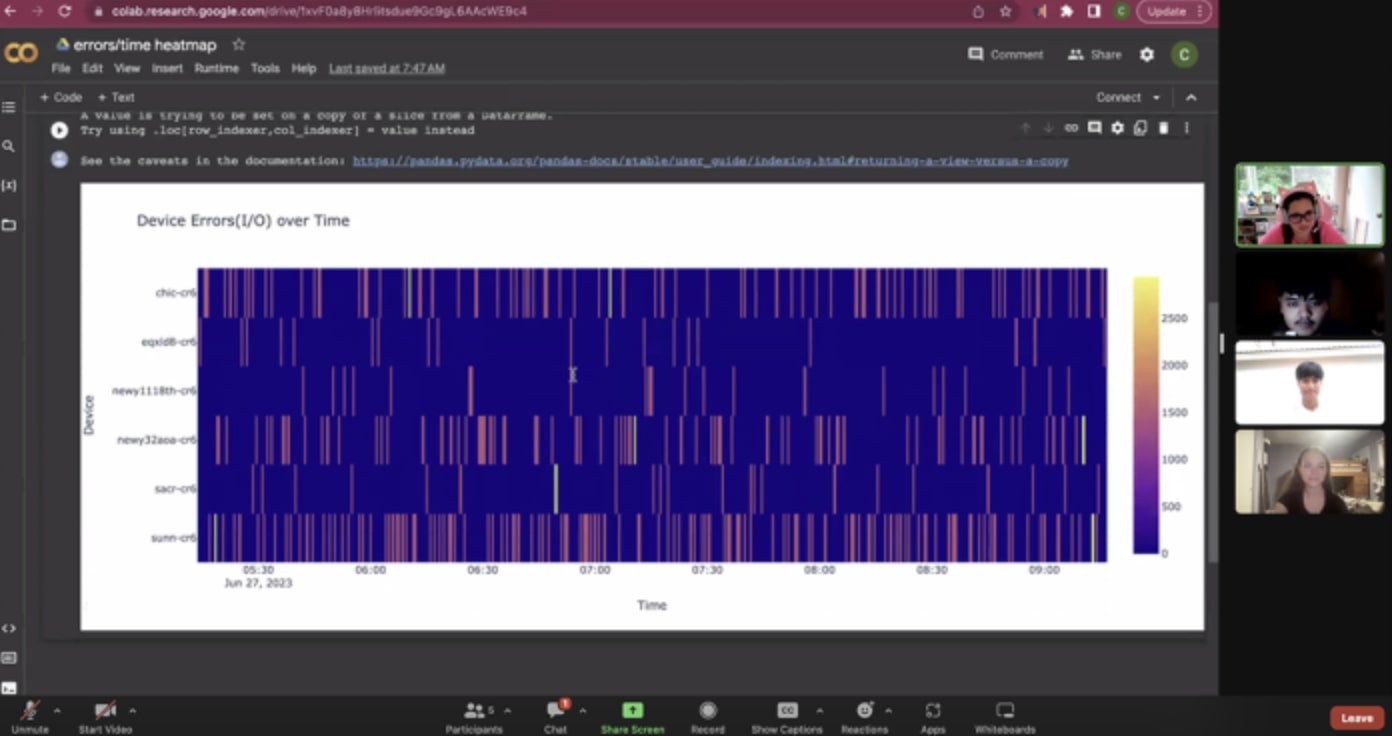 colab.research.google.com/drive/
Update
errors/time heatmap
File Edit View Insert Runtime Tools Help Last saved at 7:47 AM
Comment Share C
+ Code + Text
Connect
A value is trying to be set on a copy of a slice from a DataFrame.
Try using .loc[row_indexer,col_indexer] = value instead
See the caveats in the documentation: https://pandas.pydata.org/pandas-docs/stable/user_guide/indexing.html#returning-a-view-versus-a-copy
Device Errors(I/O) over Time
chic-cr6
eqxld8-cr6
newy1118th-cr6
newy32aoa-cr6
sacr-cr6
sunn-cr6
Device
2500
2000
1500
1000
500
0
05:30 06:00 06:30 07:00 07:30 08:00 08:30 09:00
Jun 27, 2023
Time
Unmute Start Video Participants 5 Chat 1 Share Screen Record CC Show Captions Reactions Apps Whiteboards Leave